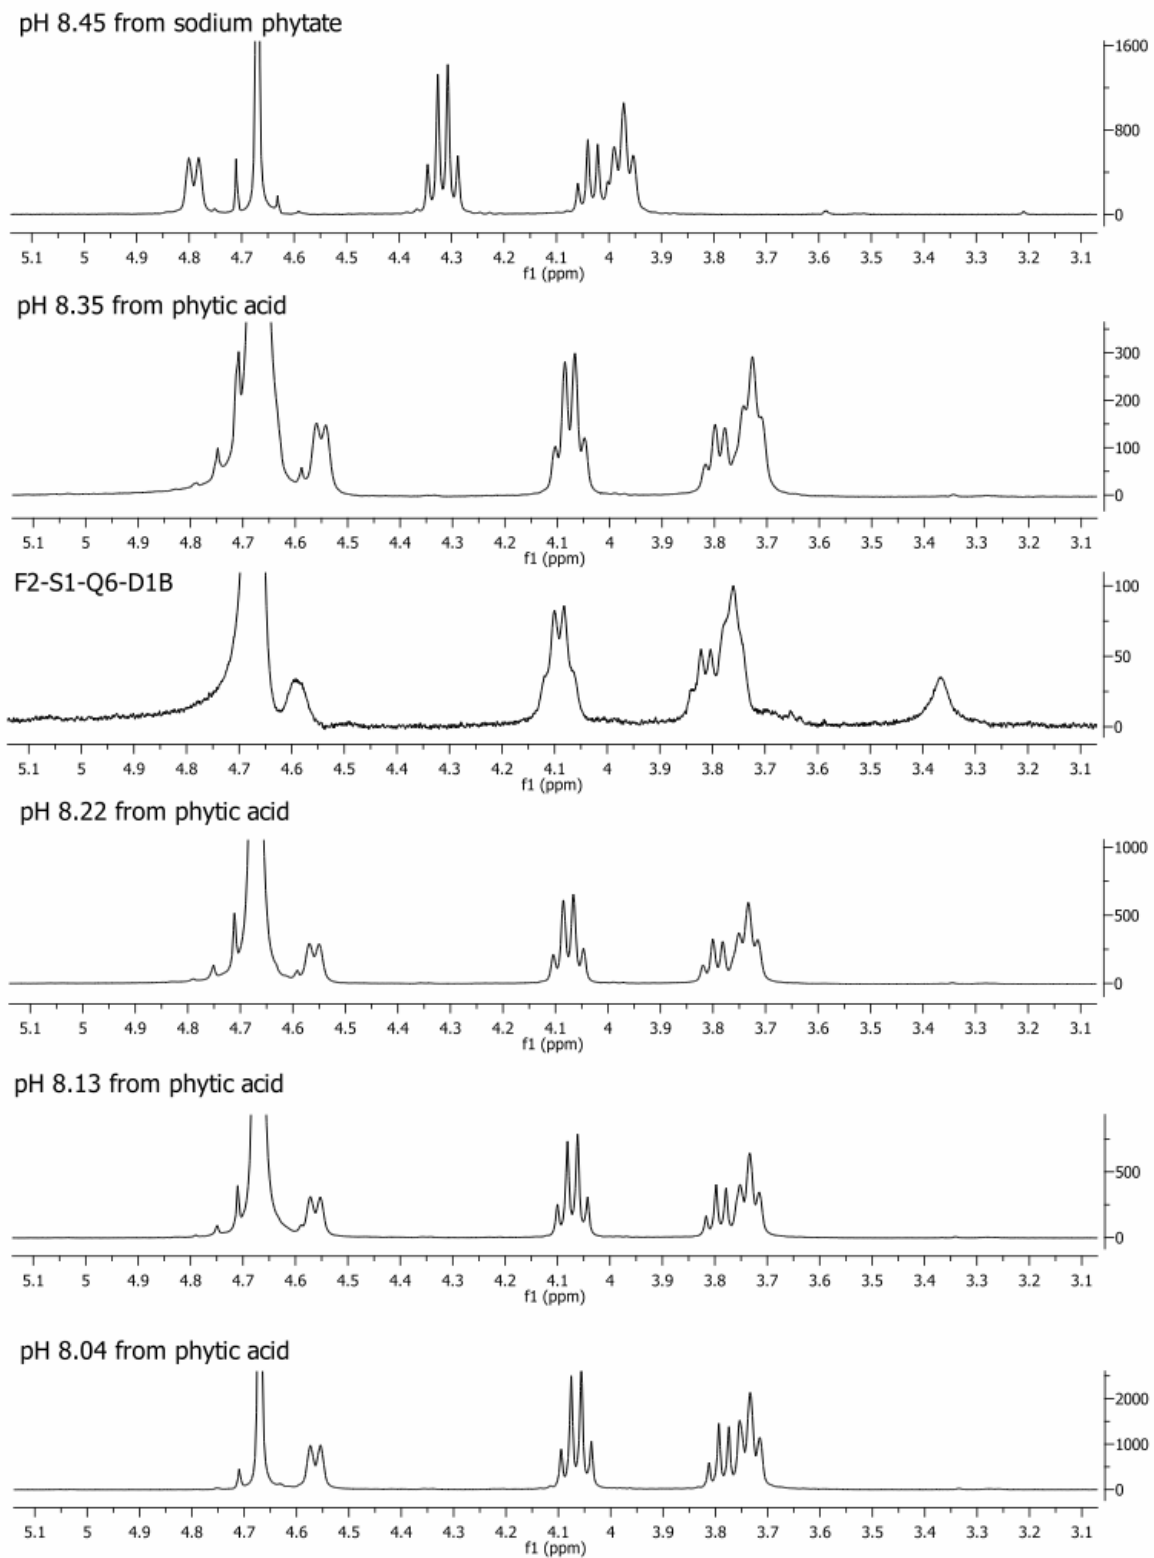 pH 8.45 from sodium phytate
1600
800
0
5.1 5 4.9 4.8 4.7 4.6 4.5 4.4 4.3 4.2 4.1 4 3.9 3.8 3.7 3.6 3.5 3.4 3.3 3.2 3.1
f1 (ppm)
pH 8.35 from phytic acid
300
200
100
0
5.1 5 4.9 4.8 4.7 4.6 4.5 4.4 4.3 4.2 4.1 4 3.9 3.8 3.7 3.6 3.5 3.4 3.3 3.2 3.1
f1 (ppm)
F2-S1-Q6-D1B
100
50
0
5.1 5 4.9 4.8 4.7 4.6 4.5 4.4 4.3 4.2 4.1 4 3.9 3.8 3.7 3.6 3.5 3.4 3.3 3.2 3.1
f1 (ppm)
pH 8.22 from phytic acid
1000
500
0
5.1 5 4.9 4.8 4.7 4.6 4.5 4.4 4.3 4.2 4.1 4 3.9 3.8 3.7 3.6 3.5 3.4 3.3 3.2 3.1
f1 (ppm)
pH 8.13 from phytic acid
500
0
5.1 5 4.9 4.8 4.7 4.6 4.5 4.4 4.3 4.2 4.1 4 3.9 3.8 3.7 3.6 3.5 3.4 3.3 3.2 3.1
f1 (ppm)
pH 8.04 from phytic acid
2000
1000
0
5.1 5 4.9 4.8 4.7 4.6 4.5 4.4 4.3 4.2 4.1 4 3.9 3.8 3.7 3.6 3.5 3.4 3.3 3.2 3.1
f1 (ppm)